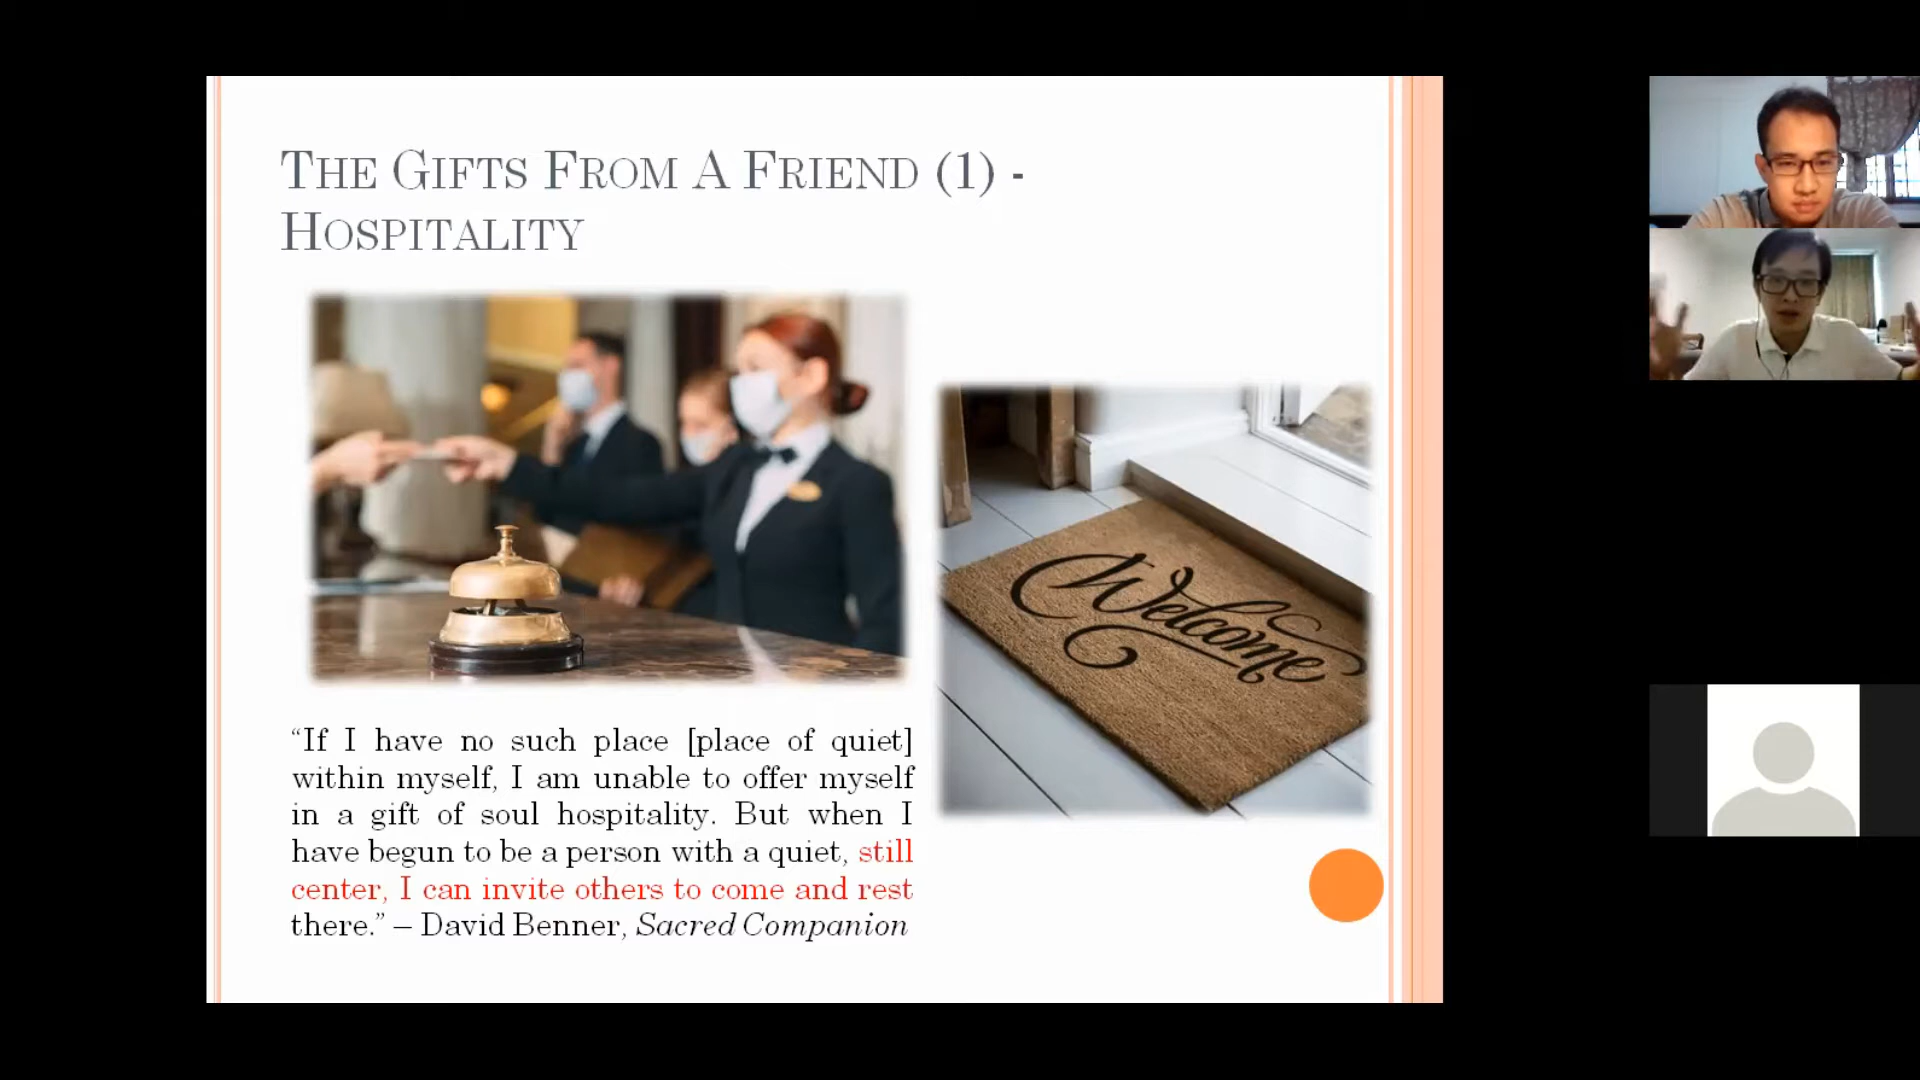 THE GIFTS FROM A FRIEND (1) -
HOSPITALITY
Welcome
“If I have no such place [place of quiet]
within myself, I am unable to offer myself
in a gift of soul hospitality. But when I
have begun to be a person with a quiet, still
center, I can invite others to come and rest
there.” – David Benner, Sacred Companion